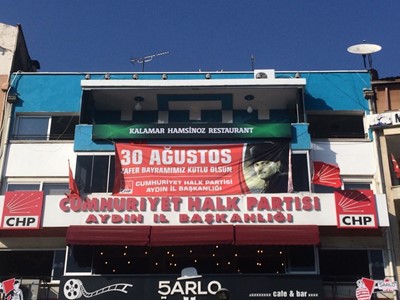 KALAMAR HAMSİNOZ RESTAURANT
30 AĞUSTOS
ZAFER BAYRAMIMIZ KUTLU OLSUN
CUMHURİYET HALK PARTİSİ
AYDIN İL BAŞKANLIĞI
CUMHURİYET HALK PARTİSİ
AYDIN İL BAŞKANLIĞI
CHP
CHP
ŞARLO
cafe & bar